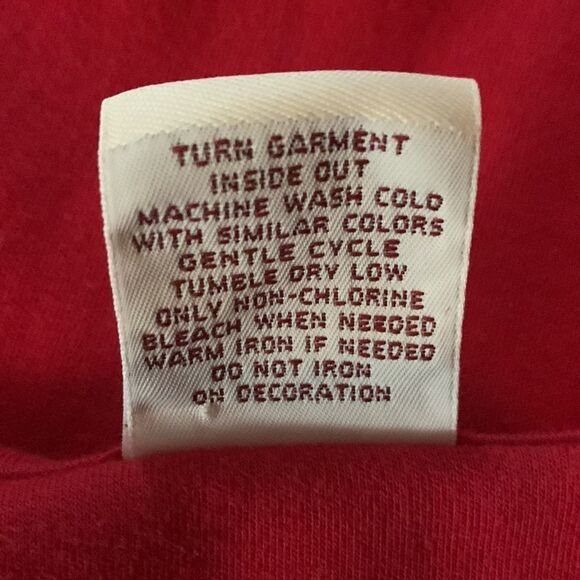 TURN GARMENT
INSIDE OUT
MACHINE WASH COLD
WITH SIMILAR COLORS
GENTLE CYCLE
TUMBLE DRY LOW
ONLY NON-CHLORINE
BLEACH WHEN NEEDED
WARM IRON IF NEEDED
DO NOT IRON
ON DECORATION